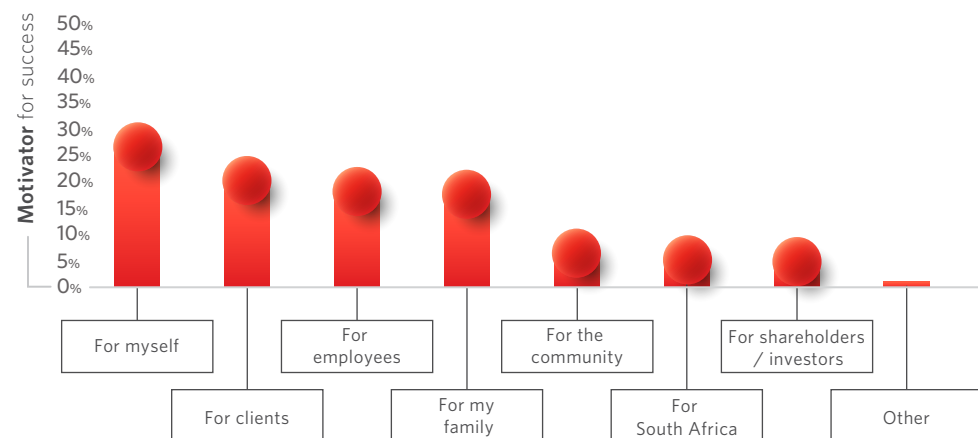 Motivator for success
50%
45%
40%
35%
30%
25%
20%
15%
10%
5%
0%
For myself
For clients
For
employees
For my
family
For the
community
For
South Africa
For shareholders
/ investors
Other